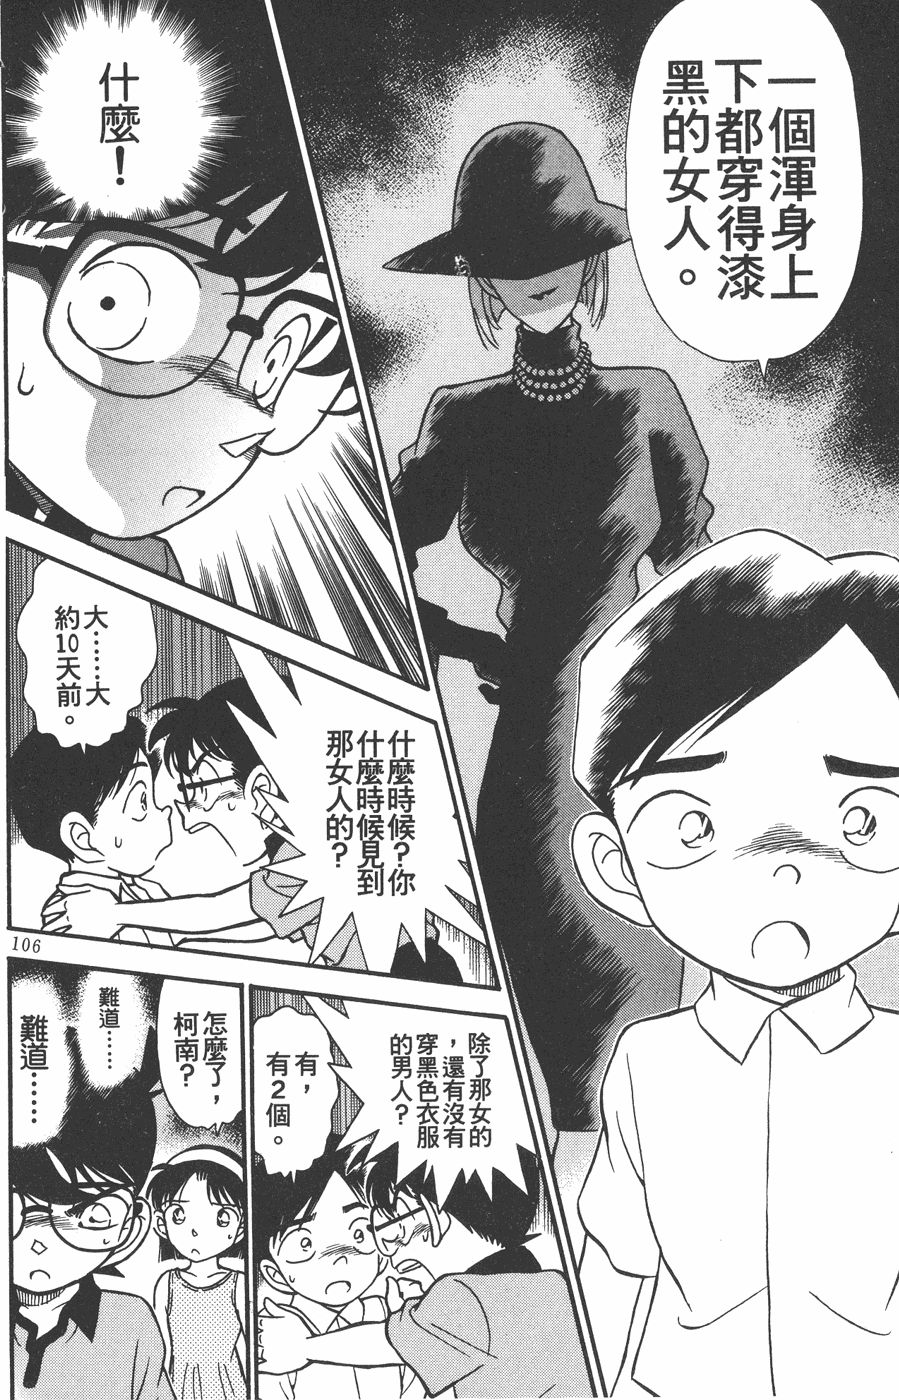 一個渾身上
下都穿得漆
黑的女人。
什麼！
什麼時候？你
什麼時候見到
那女人的？
大……大
約10天前。
106
除了那女的
，還有沒有
穿黑色衣服
的男人？
有，
有2個。
怎麼了，
柯南？
難道……
難道……